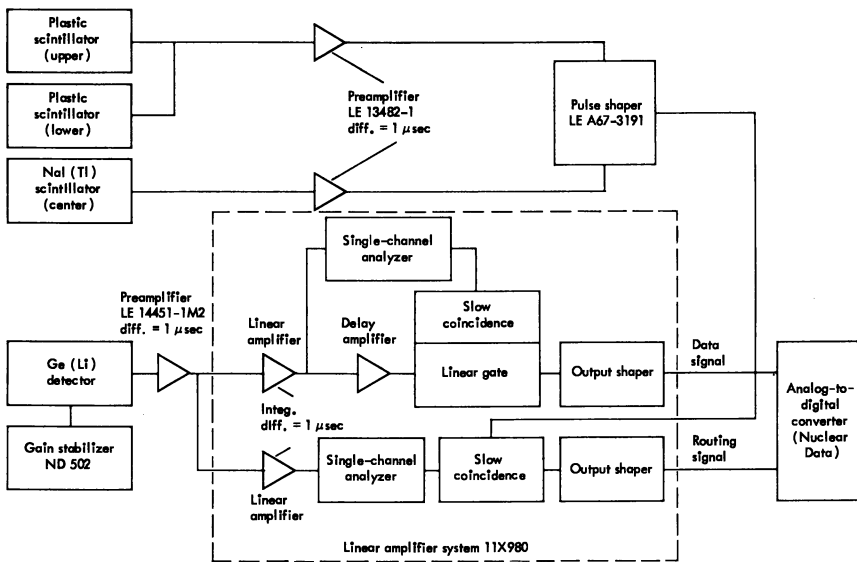 Plastic
scintillator
(upper)
Plastic
scintillator
(lower)
NaI (Tl)
scintillator
(center)
Preamplifier
LE 13482-1
diff. = 1 μsec
Pulse shaper
LE A67-3191
Single-channel
analyzer
Preamplifier
LE 14451-1M2
diff. = 1 μsec
Linear
amplifier
Delay
amplifier
Slow
coincidence
Linear gate
Output shaper
Data
signal
Ge (Li)
detector
Gain stabilizer
ND 502
Integ.
diff. = 1 μsec
Linear
amplifier
Single-channel
analyzer
Slow
coincidence
Output shaper
Routing
signal
Analog-to-
digital
converter
(Nuclear
Data)
Linear amplifier system 11X980